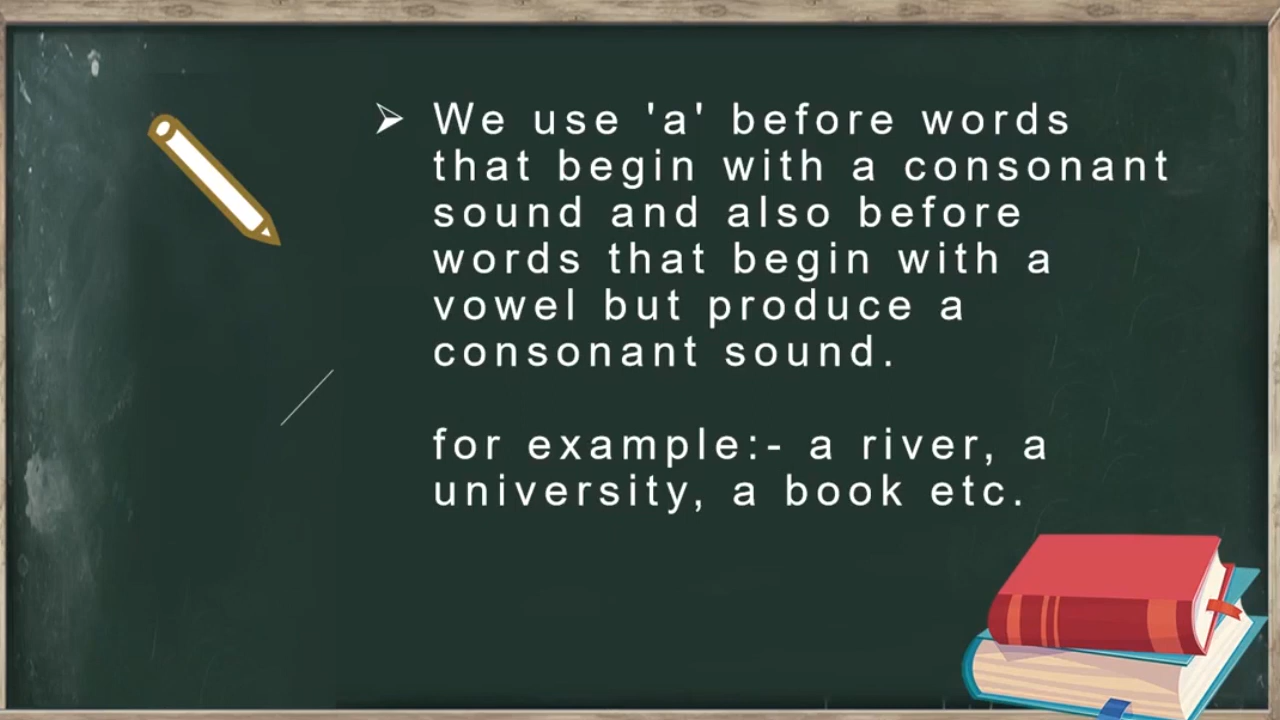 We use 'a' before words
that begin with a consonant
sound and also before
words that begin with a
vowel but produce a
consonant sound.
for example:- a river, a
university, a book etc.